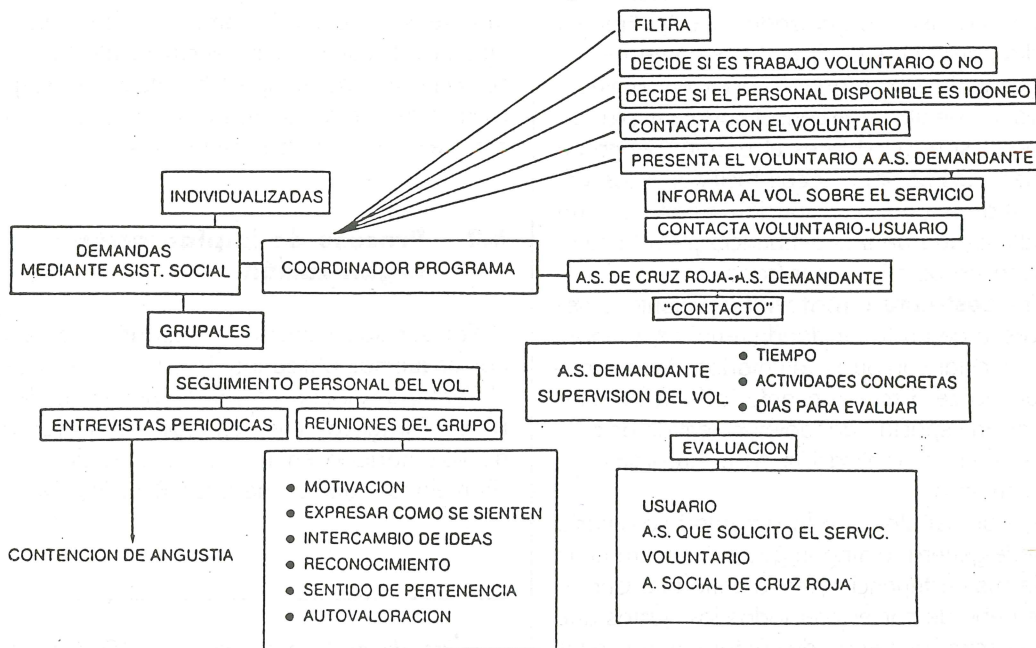 FILTRA
DECIDE SI ES TRABAJO VOLUNTARIO O NO
DECIDE SI EL PERSONAL DISPONIBLE ES IDONEO
CONTACTA CON EL VOLUNTARIO
PRESENTA EL VOLUNTARIO A A.S. DEMANDANTE
INFORMA AL VOL. SOBRE EL SERVICIO
CONTACTA VOLUNTARIO-USUARIO
INDIVIDUALIZADAS
DEMANDAS
MEDIANTE ASIST. SOCIAL
COORDINADOR PROGRAMA
GRUPALES
A.S. DE CRUZ ROJA-A.S. DEMANDANTE
"CONTACTO"
A.S. DEMANDANTE
SUPERVISION DEL VOL.
● TIEMPO
● ACTIVIDADES CONCRETAS
● DIAS PARA EVALUAR
EVALUACION
USUARIO
A.S. QUE SOLICITO EL SERVIC.
VOLUNTARIO
A. SOCIAL DE CRUZ ROJA
SEGUIMIENTO PERSONAL DEL VOL.
ENTREVISTAS PERIODICAS
REUNIONES DEL GRUPO
CONTENCION DE ANGUSTIA
● MOTIVACION
● EXPRESAR COMO SE SIENTEN
● INTERCAMBIO DE IDEAS
● RECONOCIMIENTO
● SENTIDO DE PERTENENCIA
● AUTOVALORACION